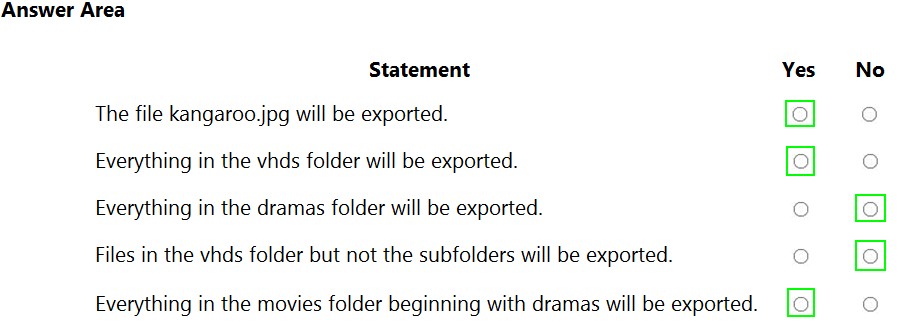 Answer Area
Statement Yes No
The file kangaroo.jpg will be exported.
Everything in the vhds folder will be exported.
Everything in the dramas folder will be exported.
Files in the vhds folder but not the subfolders will be exported.
Everything in the movies folder beginning with dramas will be exported.